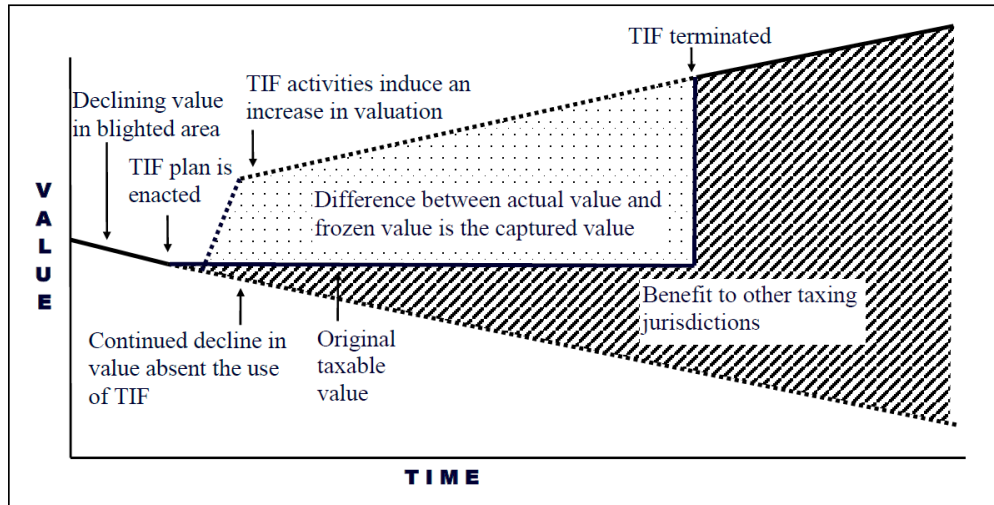 TIF terminated
TIF activities induce an
increase in valuation
Declining value
in blighted area
TIF plan is
enacted
VALUE
Difference between actual value and
frozen value is the captured value
Benefit to other taxing
jurisdictions
Continued decline in
value absent the use
of TIF
Original
taxable
value
TIME